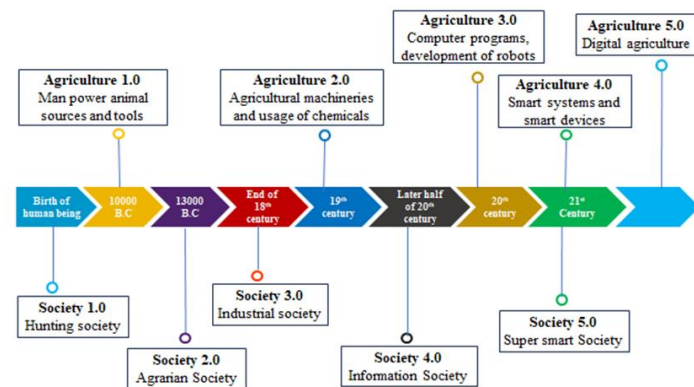 Agriculture 1.0
Man power animal
sources and tools
Agriculture 2.0
Agricultural machineries
and usage of chemicals
Agriculture 3.0
Computer programs,
development of robots
Agriculture 4.0
Smart systems and
smart devices
Agriculture 5.0
Digital agriculture
Birth of
human being
10000
B.C
13000
B.C
End of
18th
century
19th
century
Later half
of 20th
century
20th
century
21st
Century
Society 1.0
Hunting society
Society 2.0
Agrarian Society
Society 3.0
Industrial society
Society 4.0
Information Society
Society 5.0
Super smart Society